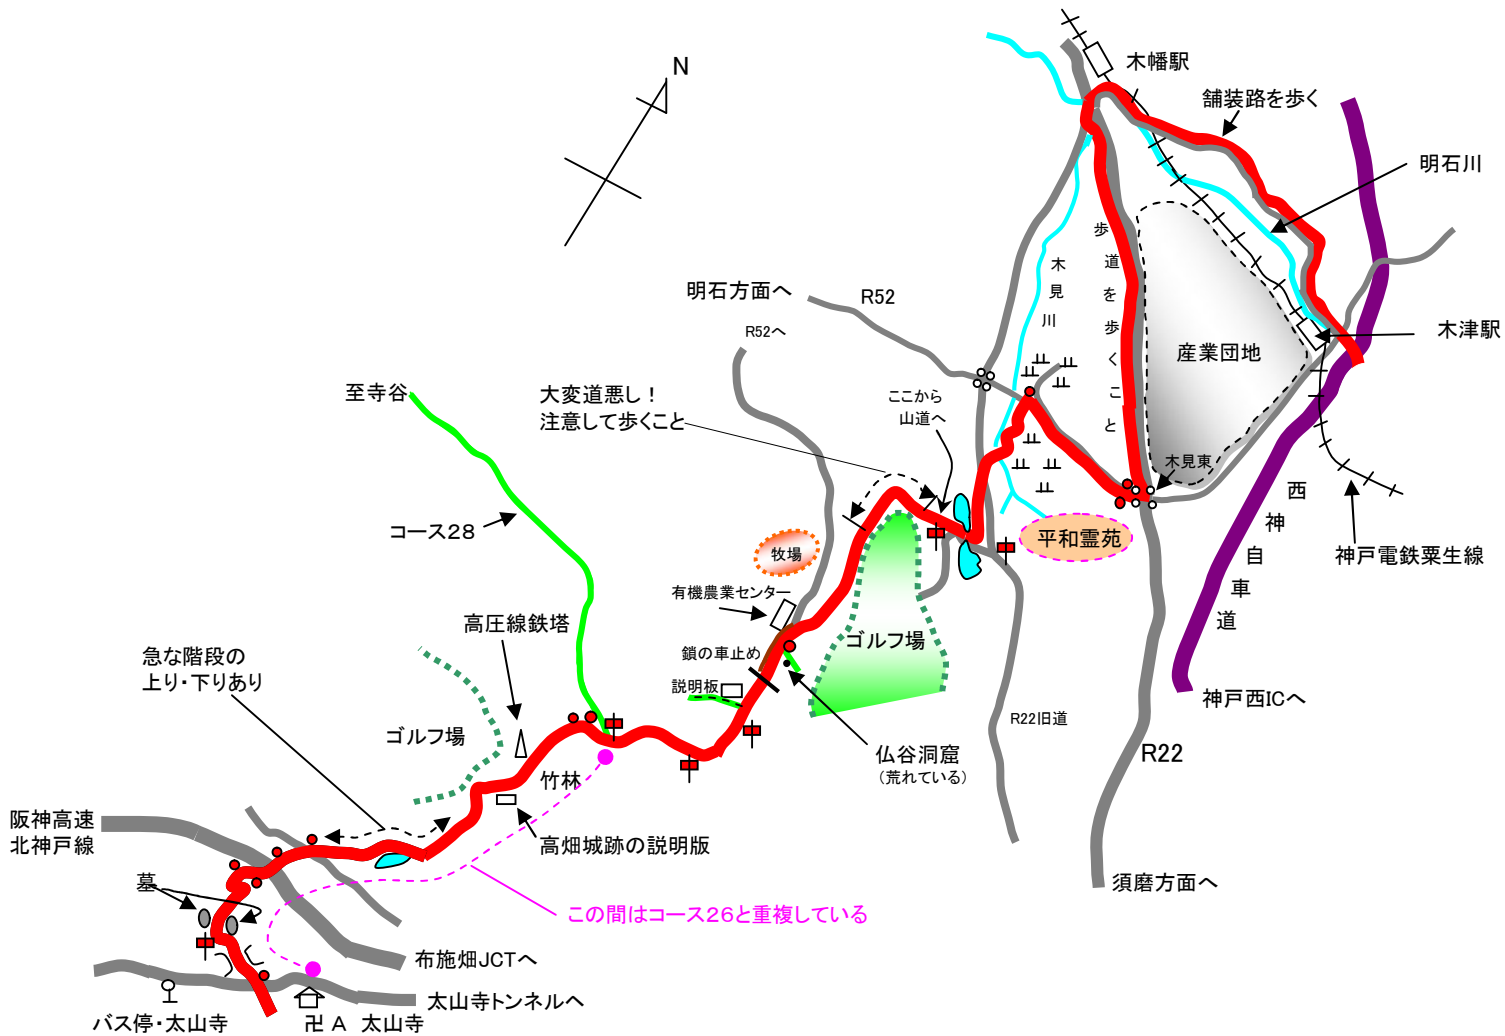 N
木幡駅
舗装路を歩く
明石川
歩道を歩くこと
木見川
明石方面へ
R52
R52へ
木津駅
産業団地
至寺谷
大変道悪し！
注意して歩くこと
ここから
山道へ
木見東
西神自車道
コース２８
牧場
平和霊苑
神戸電鉄粟生線
有機農業センター
高圧線鉄塔
ゴルフ場
急な階段の
上り・下りあり
鎖の車止め
説明板
神戸西ICへ
R22旧道
ゴルフ場
仏谷洞窟
（荒れている）
R22
竹林
阪神高速
北神戸線
高畑城跡の説明版
墓
須磨方面へ
この間はコース２６と重複している
布施畑JCTへ
太山寺トンネルへ
バス停・太山寺
卍 A 太山寺